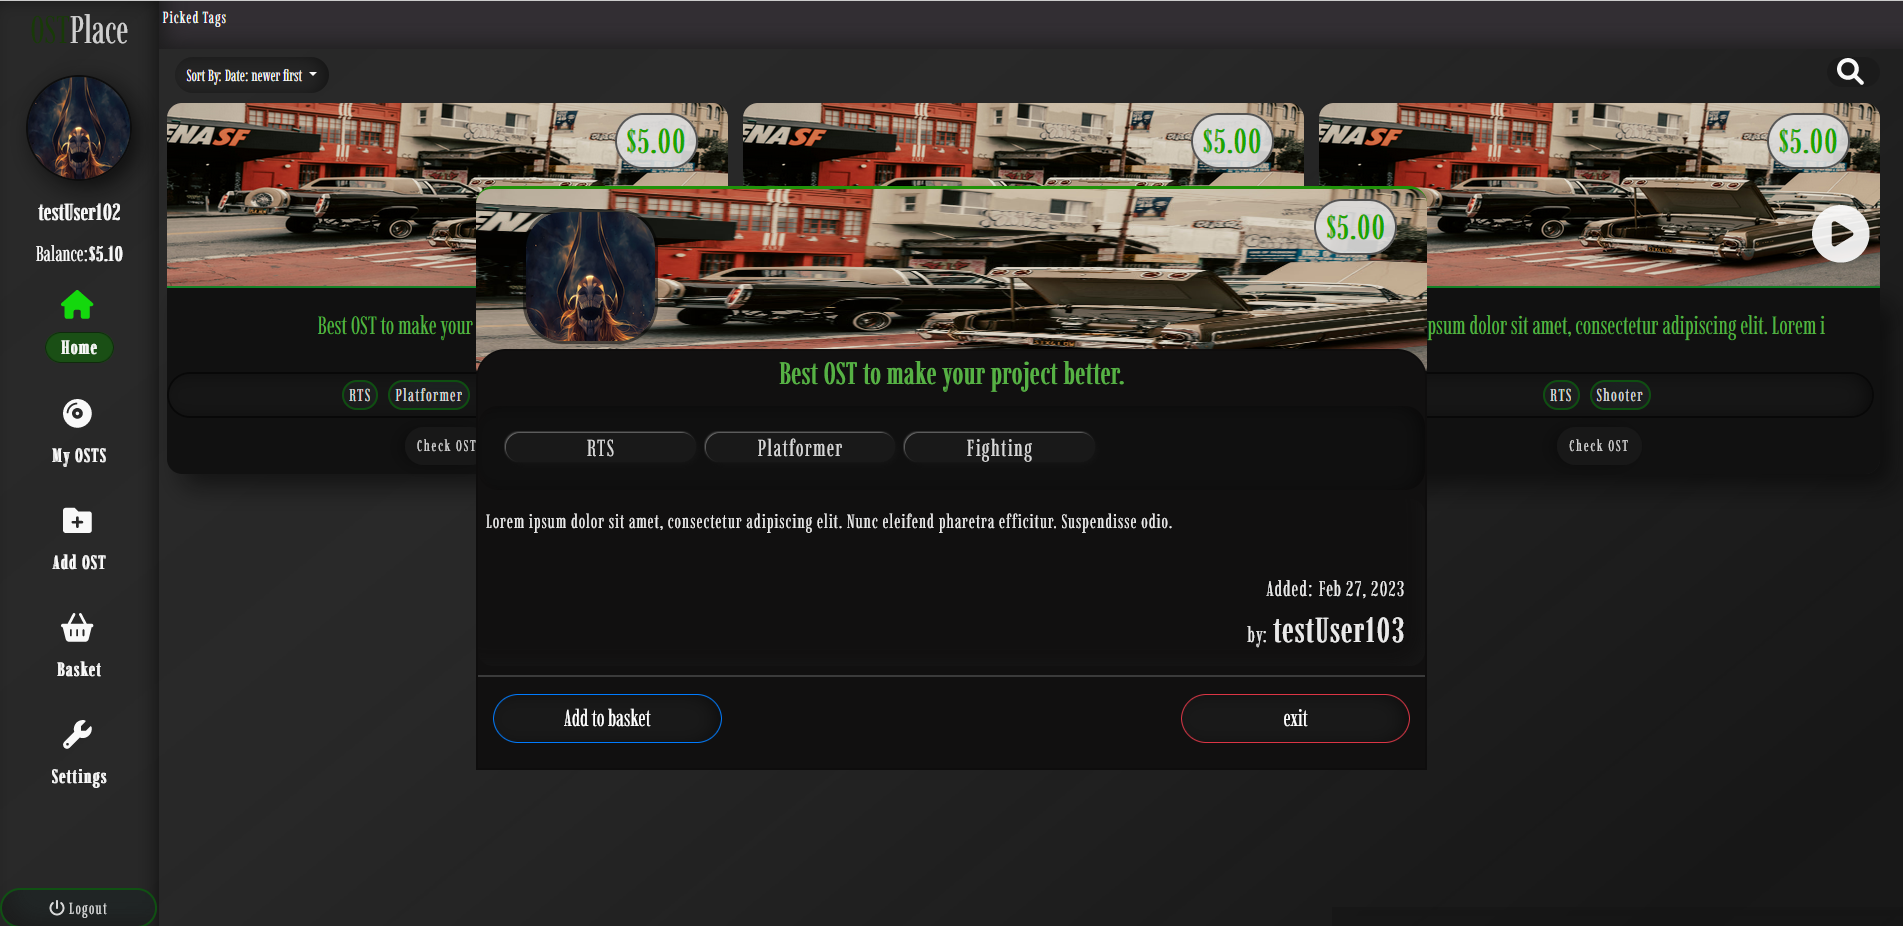 OSTPlace
Picked Tags
Sort By: Date: newer first
testUser102
Balance:$5.10
Home
My OSTS
Add OST
Basket
Settings
Logout
ENASF
$5.00
ENASF
$5.00
ENASF
$5.00
Best OST to make your
RTS Platformer
Check OST
psum dolor sit amet, consectetur adipiscing elit. Lorem i
RTS Shooter
Check OST
$5.00
Best OST to make your project better.
RTS Platformer Fighting
Lorem ipsum dolor sit amet, consectetur adipiscing elit. Nunc eleifend pharetra efficitur. Suspendisse odio.
Added: Feb 27, 2023
by: testUser103
Add to basket
exit